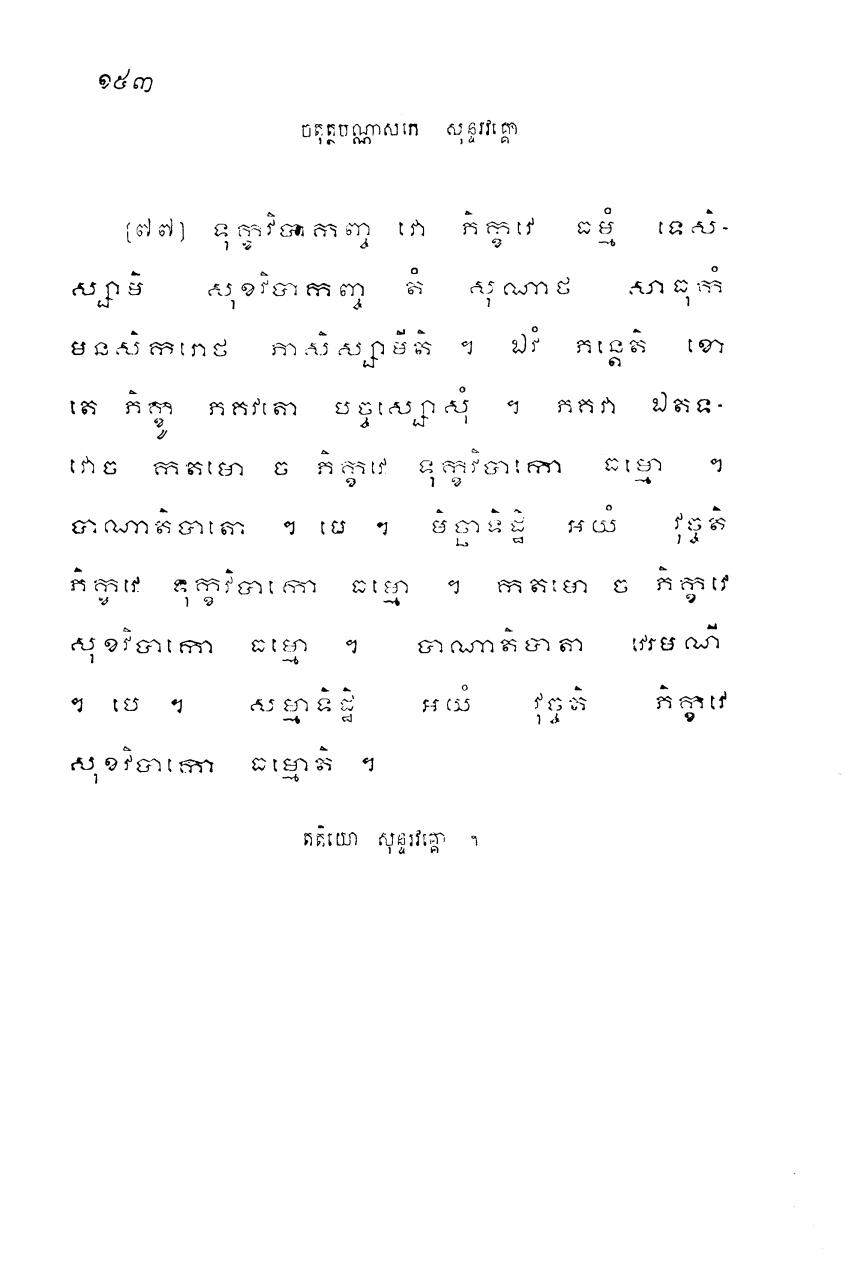 ១៥៣
ចតុត្ថបណ្ណាសកេ សុន្ទរវគ្គោ
[៧៧] ទុក្ខវិបាកញ្ច វោ ភិក្ខវេ ធម្មំ ទេសិ-
ស្សាមិ សុខវិបាកញ្ច តំ សុណាថ សាធុកំ
មនសិករោថ ភាសិស្សាមីតិ ។ ឯវំ ភន្តេតិ ខោ
តេ ភិក្ខូ ភគវតោ បច្ចស្សោសុំ ។ ភគវា ឯតទ-
វោច កតមោ ច ភិក្ខវេ ទុក្ខវិបាកោ ធម្មោ ។
បាណាតិបាតោ ។ បេ ។ មិច្ឆាទិដ្ឋិ អយំ វុច្ចតិ
ភិក្ខវេ ទុក្ខវិបាកោ ធម្មោ ។ កតមោ ច ភិក្ខវេ
សុខវិបាកោ ធម្មោ ។ បាណាតិបាតា វេរមណី
។ បេ ។ សម្មាទិដ្ឋិ អយំ វុច្ចតិ ភិក្ខវេ
សុខវិបាកោ ធម្មោតិ ។
តតិយោ សុន្ទរវគ្គោ ។